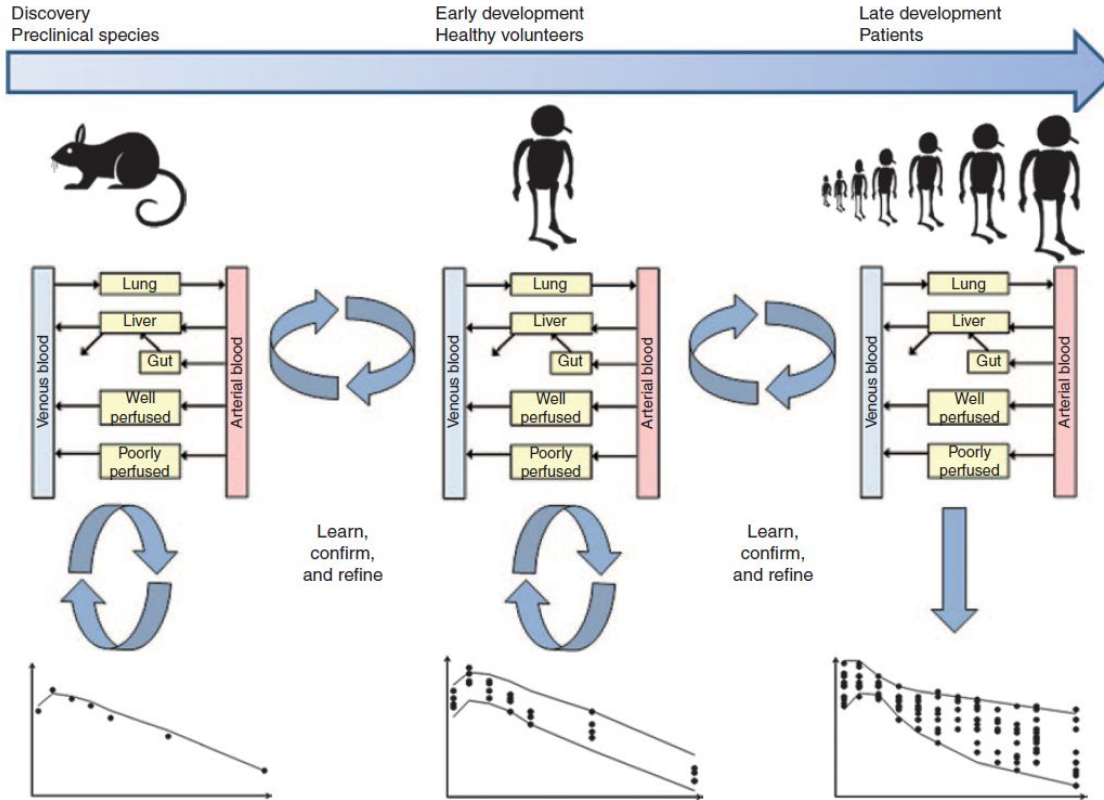 Discovery
Preclinical species
Early development
Healthy volunteers
Late development
Patients
Venous blood
Lung
Liver
Gut
Well
perfused
Poorly
perfused
Arterial blood
Venous blood
Lung
Liver
Gut
Well
perfused
Poorly
perfused
Arterial blood
Venous blood
Lung
Liver
Gut
Well
perfused
Poorly
perfused
Arterial blood
Learn,
confirm,
and refine
Learn,
confirm,
and refine